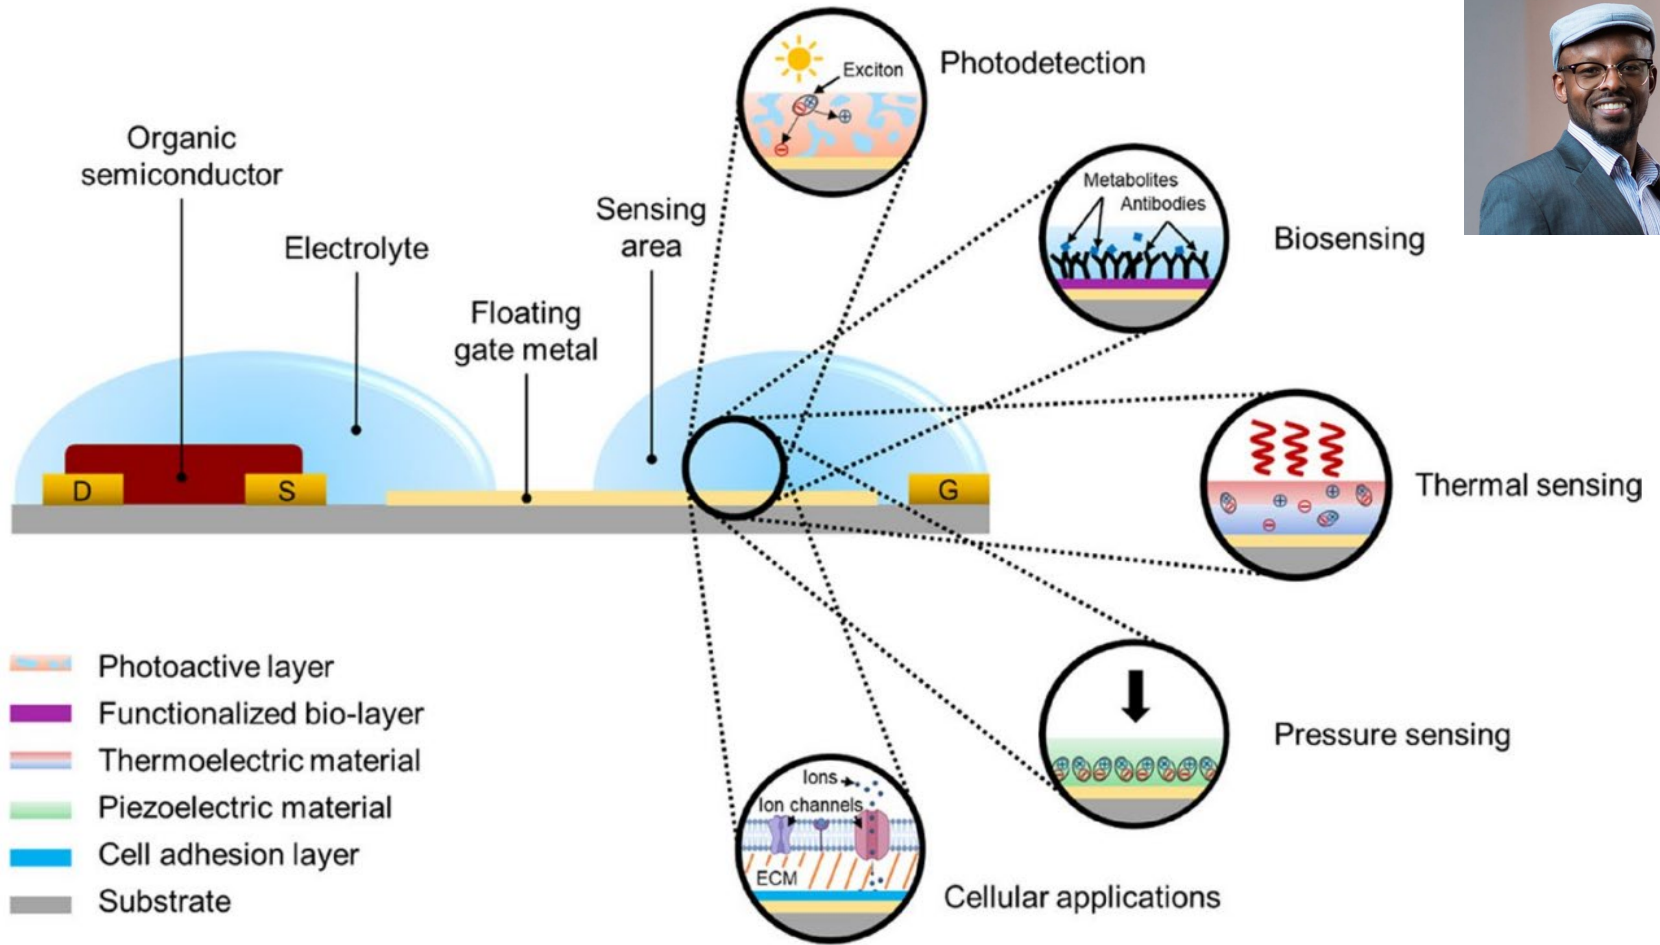 Organic
semiconductor
Electrolyte
Floating
gate metal
Sensing
area
D
S
G
Exciton
Photodetection
Metabolites
Antibodies
Biosensing
Thermal sensing
Pressure sensing
Ions
Ion channels
ECM
Cellular applications
Photoactive layer
Functionalized bio-layer
Thermoelectric material
Piezoelectric material
Cell adhesion layer
Substrate